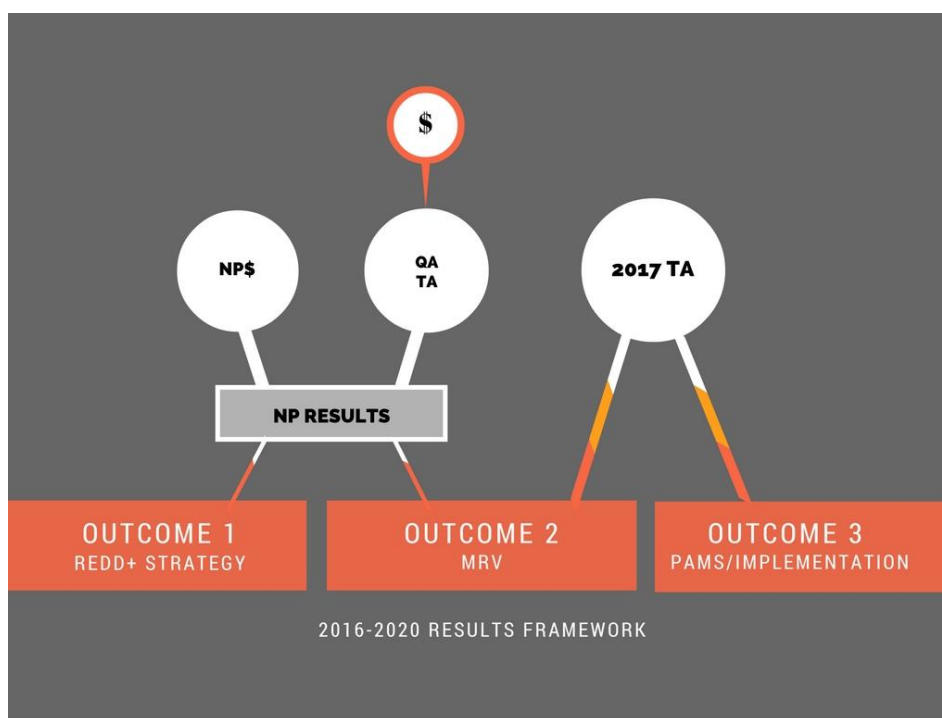 $
NP$
QA
TA
2017 TA
NP RESULTS
OUTCOME 1
REDD+ STRATEGY
OUTCOME 2
MRV
OUTCOME 3
PAMS/IMPLEMENTATION
2016-2020 RESULTS FRAMEWORK